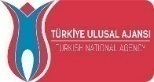 TÜRKİYE ULUSAL AJANSI
TURKISH NATIONAL AGENCY